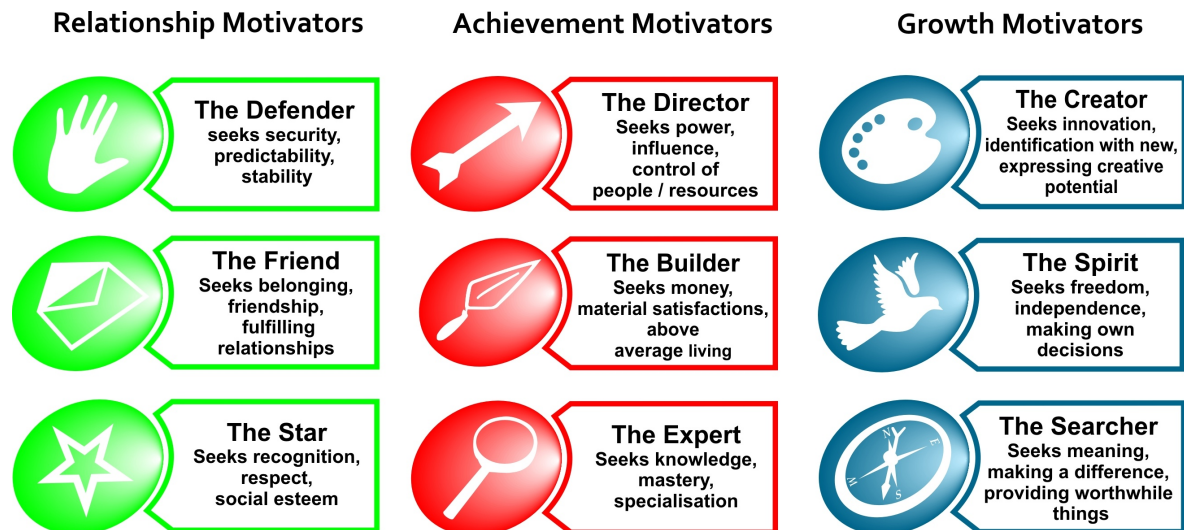 Relationship Motivators
The Defender
seeks security,
predictability,
stability
The Friend
Seeks belonging,
friendship,
fulfilling
relationships
The Star
Seeks recognition,
respect,
social esteem
Achievement Motivators
The Director
Seeks power,
influence,
control of
people / resources
The Builder
Seeks money,
material satisfactions,
above
average living
The Expert
Seeks knowledge,
mastery,
specialisation
Growth Motivators
The Creator
Seeks innovation,
identification with new,
expressing creative
potential
The Spirit
Seeks freedom,
independence,
making own
decisions
The Searcher
Seeks meaning,
making a difference,
providing worthwhile
things
N
E
S
W